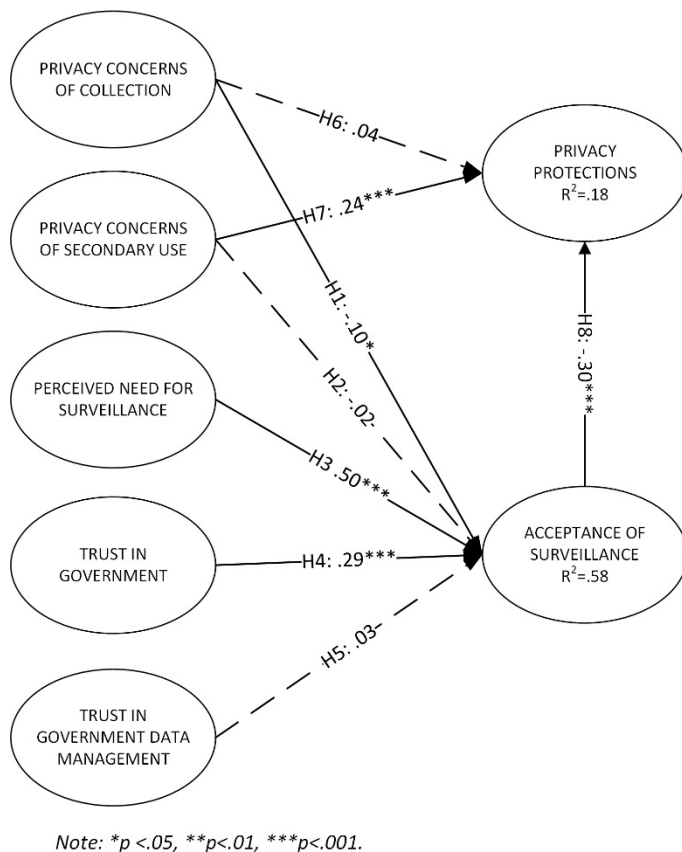 PRIVACY CONCERNS
OF COLLECTION
H6: .04
PRIVACY
PROTECTIONS
R²=.18
PRIVACY CONCERNS
OF SECONDARY USE
H7: .24***
H1: -.10*
H2: -.02
H8: -.30***
PERCEIVED NEED FOR
SURVEILLANCE
H3 .50***
TRUST IN
GOVERNMENT
H4: .29***
ACCEPTANCE OF
SURVEILLANCE
R²=.58
H5: .03
TRUST IN
GOVERNMENT DATA
MANAGEMENT
Note: *p <.05, **p<.01, ***p<.001.